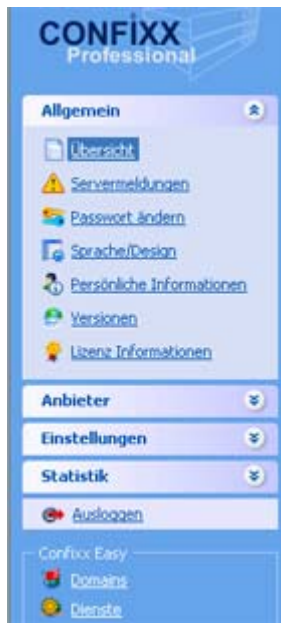 CONFIXX
Professional
Allgemein
Übersicht
Servermeldungen
Passwort ändern
Sprache/Design
Persönliche Informationen
Versionen
Lizenz Informationen
Anbieter
Einstellungen
Statistik
Ausloggen
Confixx Easy
Domains
Dienste